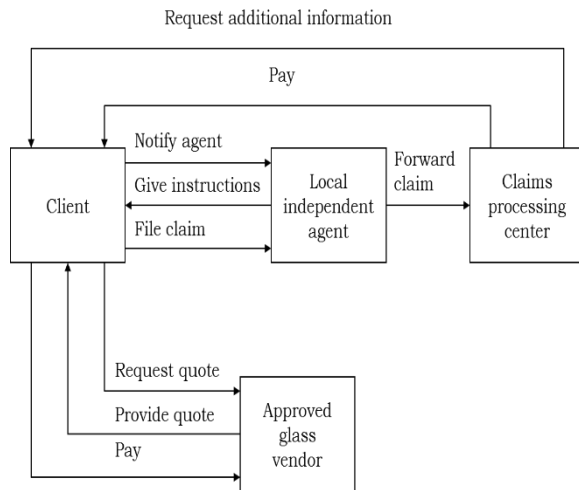 Request additional information
Pay
Notify agent
Give instructions
File claim
Client
Local
independent
agent
Forward
claim
Claims
processing
center
Request quote
Provide quote
Pay
Approved
glass
vendor